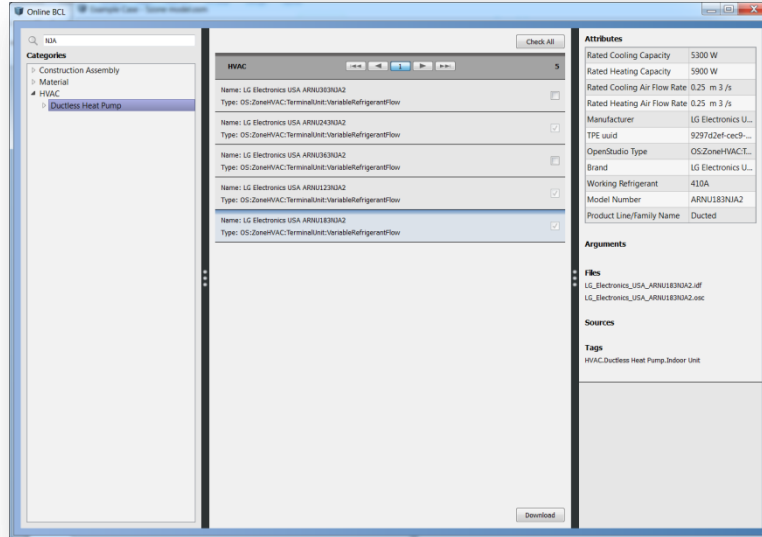 Online BCL
NJA
Categories
Construction Assembly
Material
HVAC
Ductless Heat Pump
Check All
HVAC
1
5
Name: LG Electronics USA ARNU303NJA2
Type: OS:ZoneHVAC:TerminalUnit:VariableRefrigerantFlow
Name: LG Electronics USA ARNU243NJA2
Type: OS:ZoneHVAC:TerminalUnit:VariableRefrigerantFlow
Name: LG Electronics USA ARNU363NJA2
Type: OS:ZoneHVAC:TerminalUnit:VariableRefrigerantFlow
Name: LG Electronics USA ARNU123NJA2
Type: OS:ZoneHVAC:TerminalUnit:VariableRefrigerantFlow
Name: LG Electronics USA ARNU183NJA2
Type: OS:ZoneHVAC:TerminalUnit:VariableRefrigerantFlow
Download
Attributes
Rated Cooling Capacity 5300 W
Rated Heating Capacity 5900 W
Rated Cooling Air Flow Rate 0.25 m 3 /s
Rated Heating Air Flow Rate 0.25 m 3 /s
Manufacturer LG Electronics U...
TPE uuid 9297d2ef-cec9-...
OpenStudio Type OS:ZoneHVAC:T...
Brand LG Electronics U...
Working Refrigerant 410A
Model Number ARNU183NJA2
Product Line/Family Name Ducted
Arguments
Files
LG_Electronics_USA_ARNU183NJA2.idf
LG_Electronics_USA_ARNU183NJA2.osc
Sources
Tags
HVAC,Ductless Heat Pump,Indoor Unit